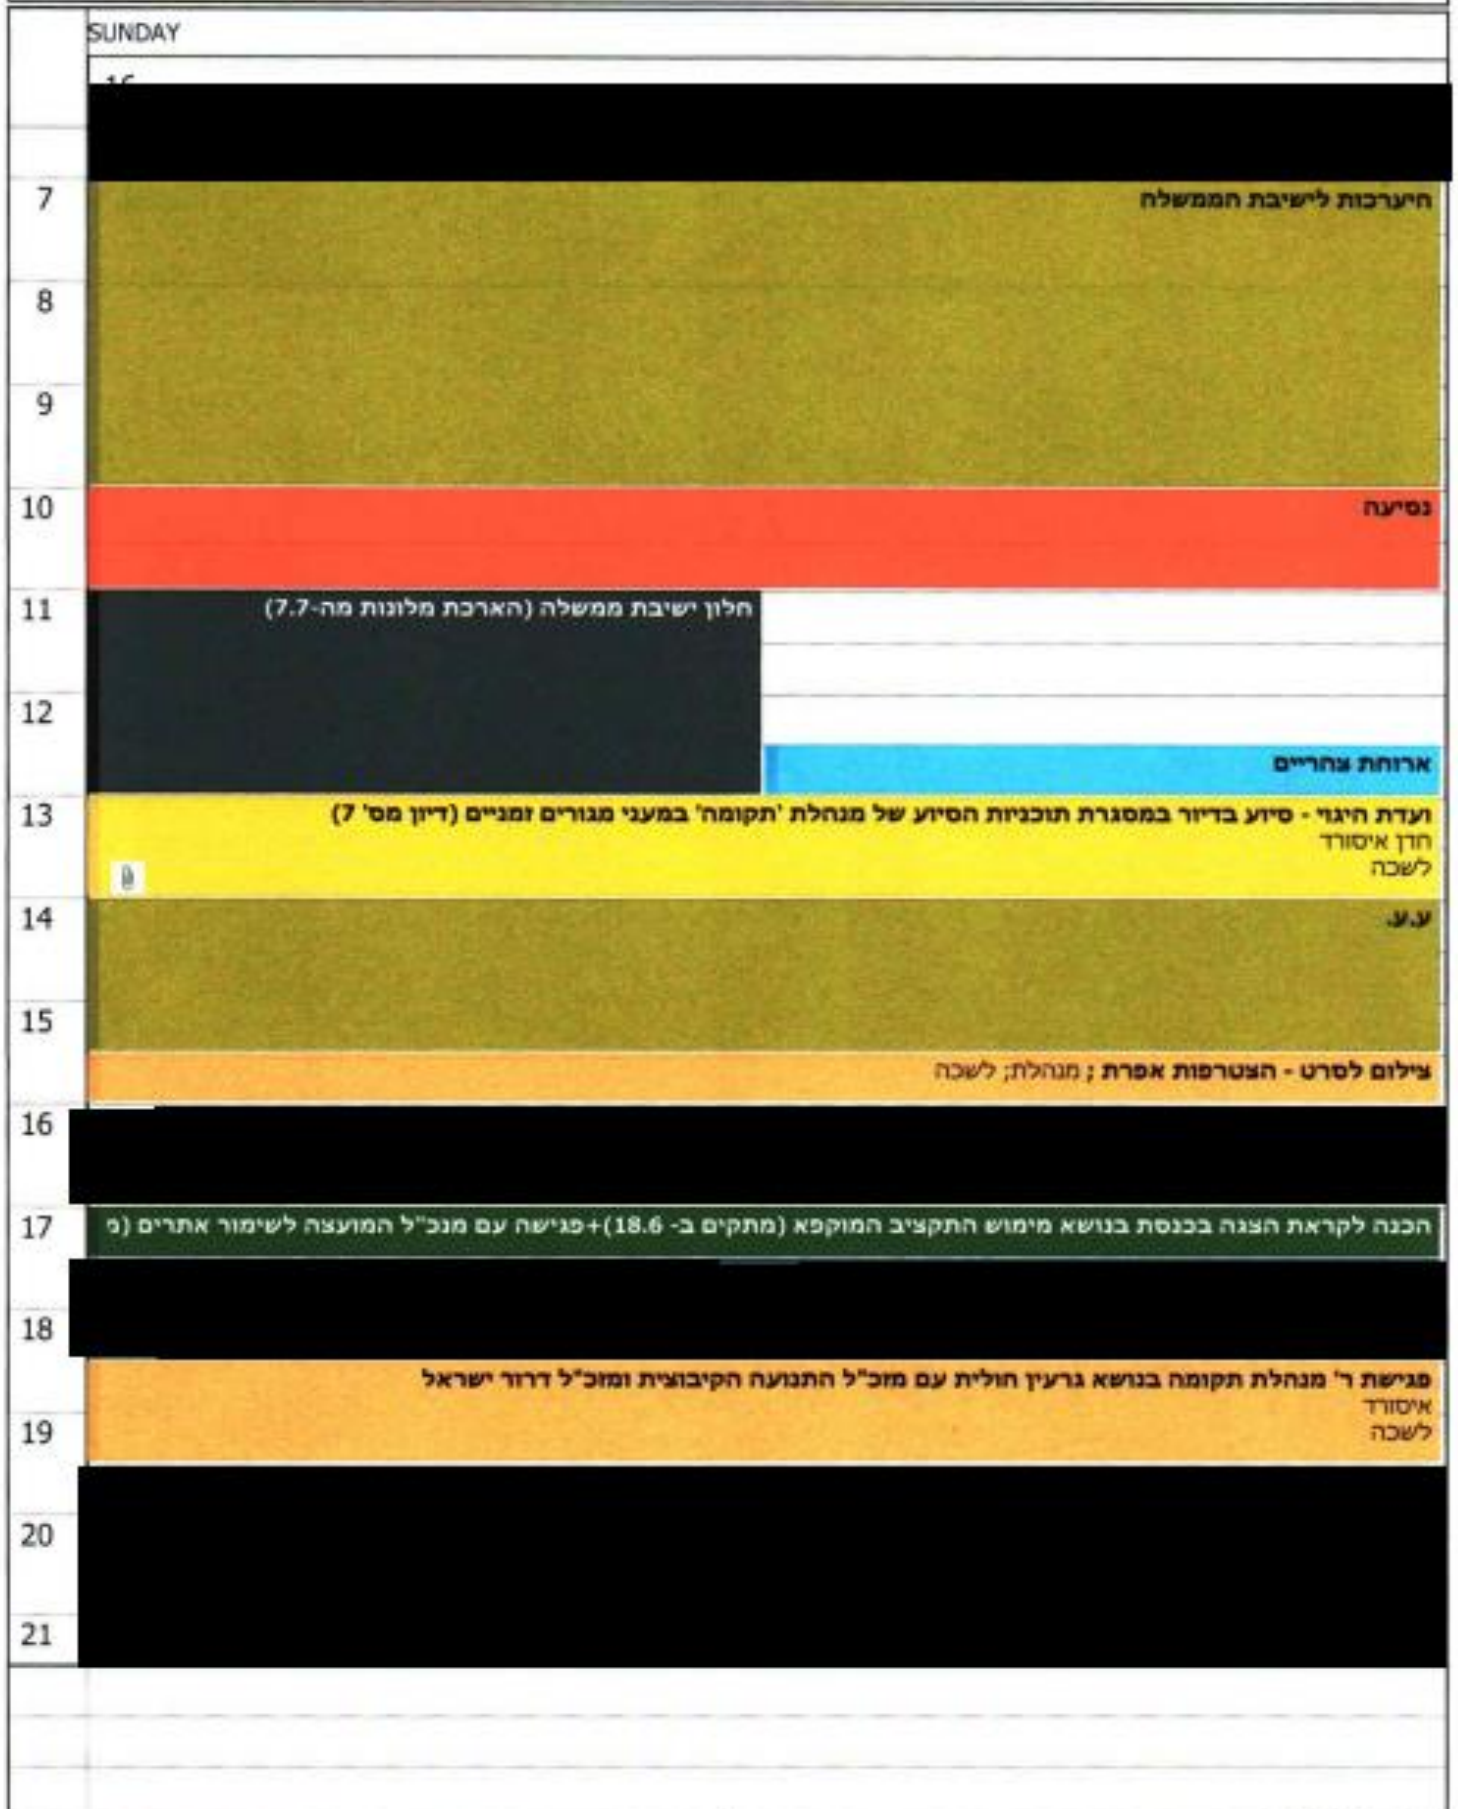 SUNDAY
7
היערכות לישיבת הממשלה
8
9
10
נסיעה
11
חלון ישיבת ממשלה (הארכת מלונות מה-7.7)
12
ארוחת צהריים
13
ועדת היגוי - סיוע בדיור במסגרת תוכניות הסיוע של מנהלת 'תקומה' במעני מגורים זמניים (דיון מס' 7)
חדן איסורד
לשכה
14
ע.ע.
15
צילום לסרט - הצטרפות אפרת ; מנהלת; לשכה
16
17
הכנה לקראת הצגה בכנסת בנושא מימוש התקציב המוקפא (מתקים ב- 18.6)+פגישה עם מנכ"ל המועצה לשימור אתרים (מ
18
פגישת ר' מנהלת תקומה בנושא גרעין חולית עם מזכ"ל התנועה הקיבוצית ומזכ"ל דרור ישראל
איסורד
לשכה
19
20
21